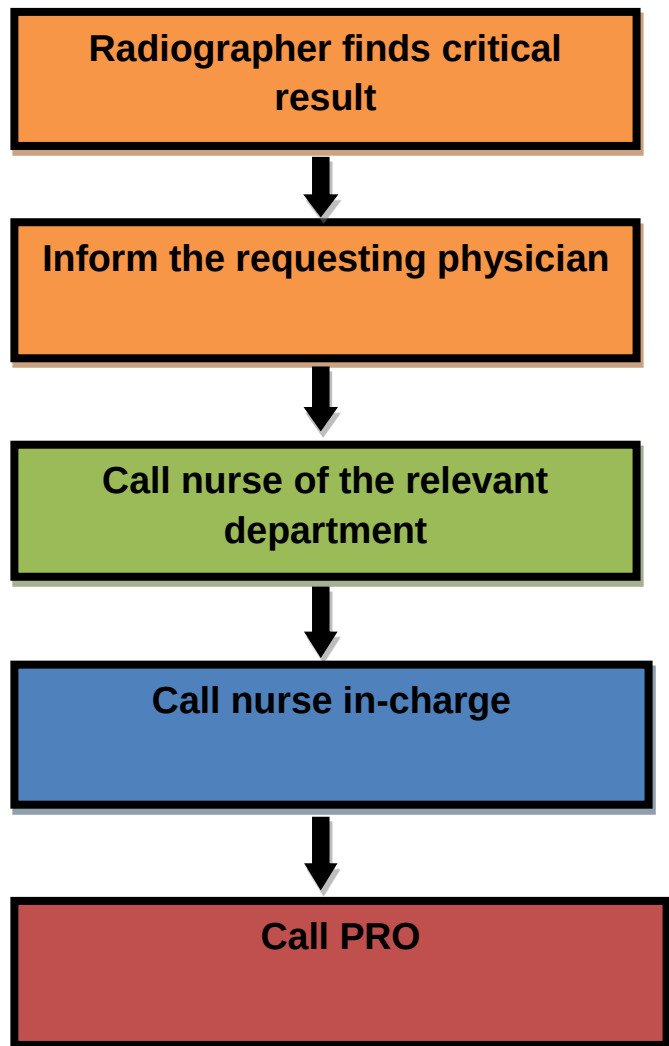 Radiographer finds critical
result
Inform the requesting physician
Call nurse of the relevant
department
Call nurse in-charge
Call PRO